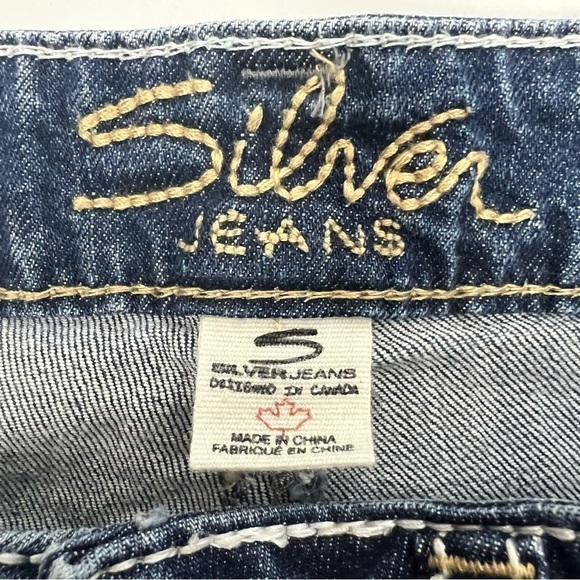 Silver
JEANS
S
SILVER JEANS
DESIGNED IN CANADA
MADE IN CHINA
FABRIQUÉ EN CHINE